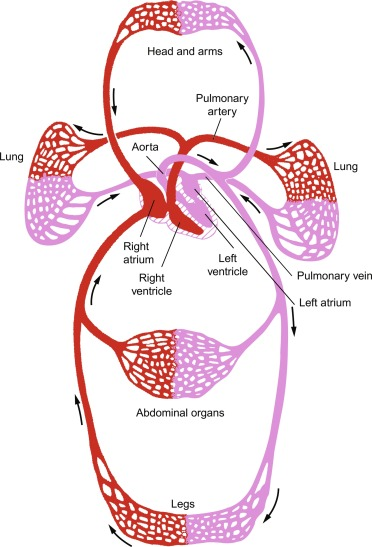 Head and arms
Pulmonary
artery
Aorta
Lung
Lung
Right
atrium
Right
ventricle
Left
ventricle
Pulmonary vein
Left atrium
Abdominal organs
Legs